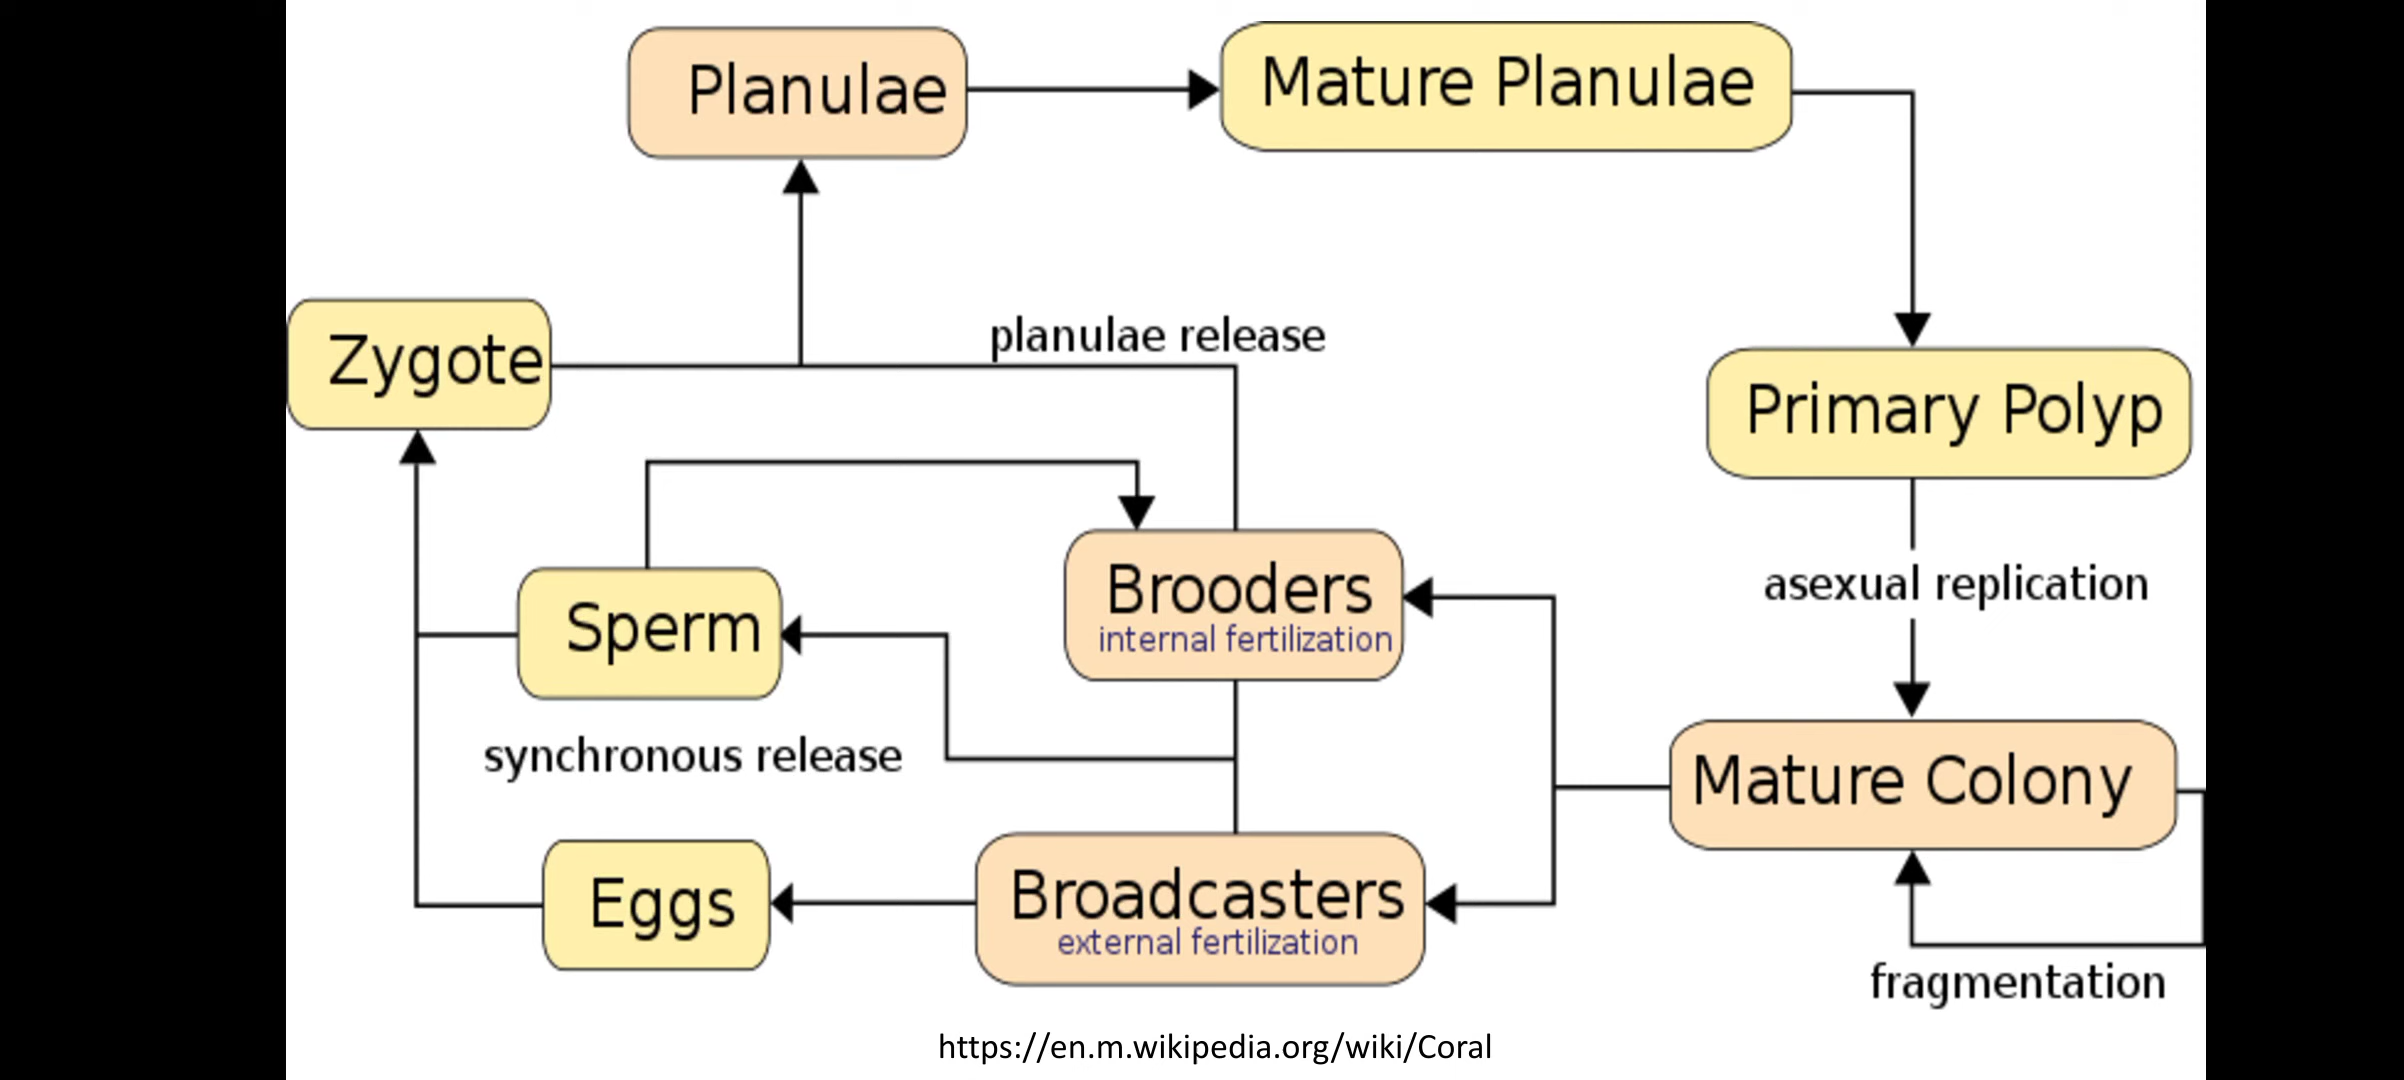 Planulae
Mature Planulae
planulae release
Zygote
Primary Polyp
asexual replication
Brooders
internal fertilization
Sperm
synchronous release
Mature Colony
Eggs
Broadcasters
external fertilization
fragmentation
https://en.m.wikipedia.org/wiki/Coral